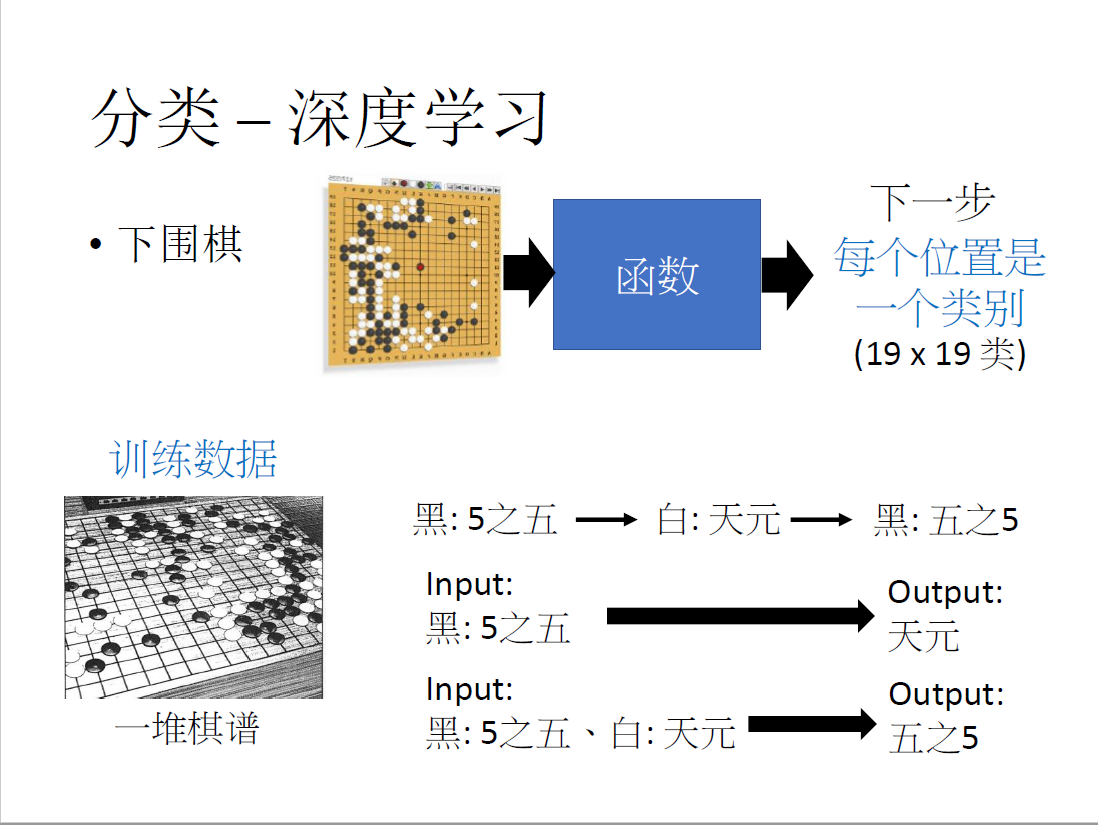 分类 – 深度学习
• 下围棋
函数
下一步
每个位置是
一个类别
(19 x 19 类)
训练数据
一堆棋谱
黑: 5之五
白: 天元
黑: 五之5
Input:
黑: 5之五
Output:
天元
Input:
黑: 5之五、白: 天元
Output:
五之5